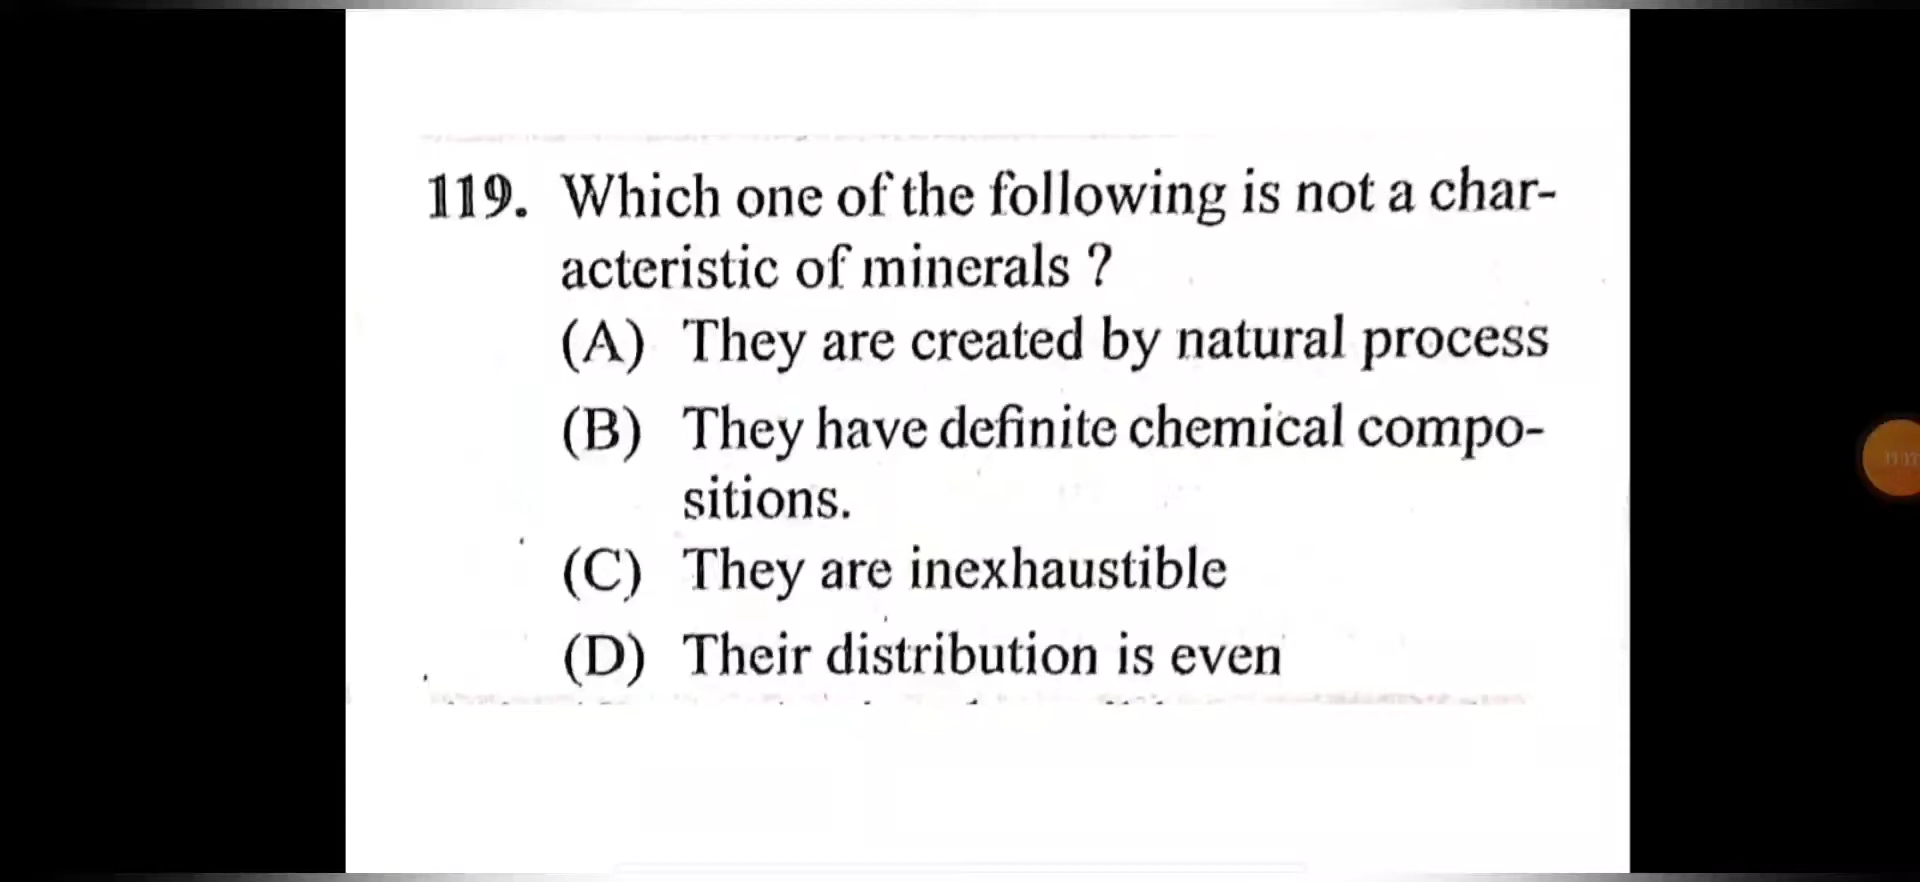 119. Which one of the following is not a char-
acteristic of minerals ?
(A) They are created by natural process
(B) They have definite chemical compo-
sitions.
(C) They are inexhaustible
(D) Their distribution is even